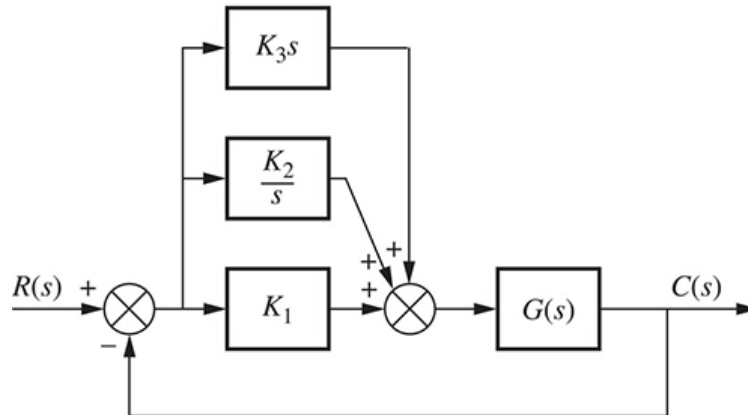 K₃s
K₂
s
R(s) + + + C(s)
+ K₁ G(s)
−